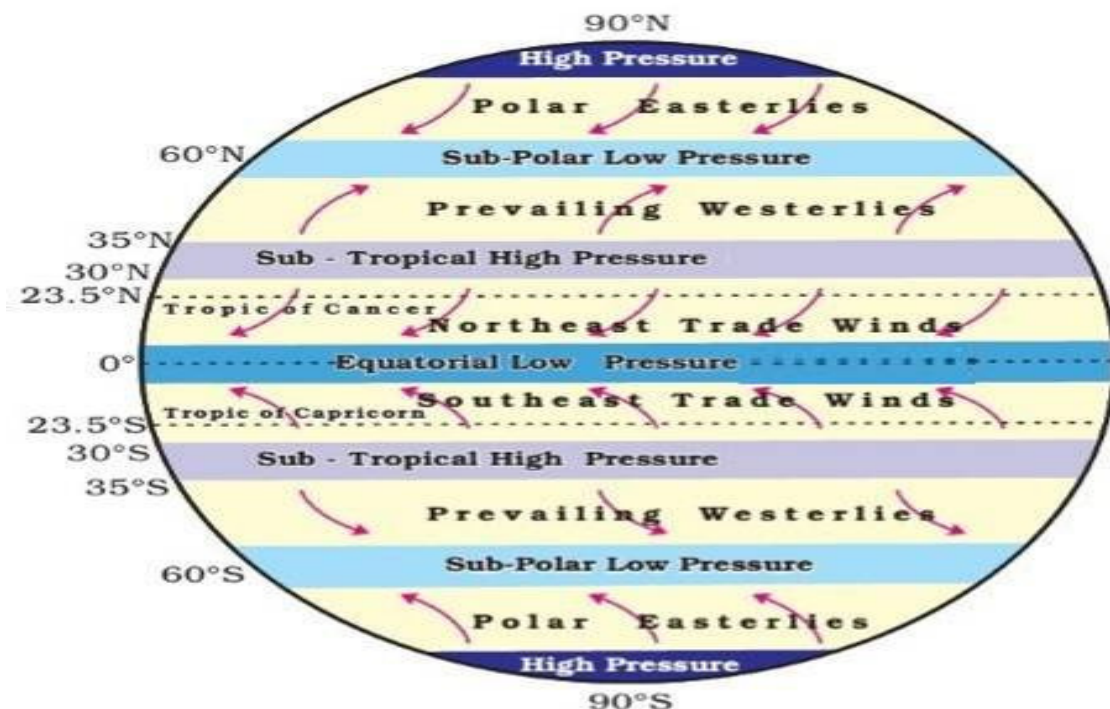 90°N
High Pressure
Polar Easterlies
60°N
Sub-Polar Low Pressure
Prevailing Westerlies
35°N
Sub - Tropical High Pressure
30°N
23.5°N
Tropic of Cancer
Northeast Trade Winds
0°
Equatorial Low Pressure
Southeast Trade Winds
Tropic of Capricorn
23.5°S
30°S
Sub - Tropical High Pressure
35°S
Prevailing Westerlies
60°S
Sub-Polar Low Pressure
Polar Easterlies
High Pressure
90°S